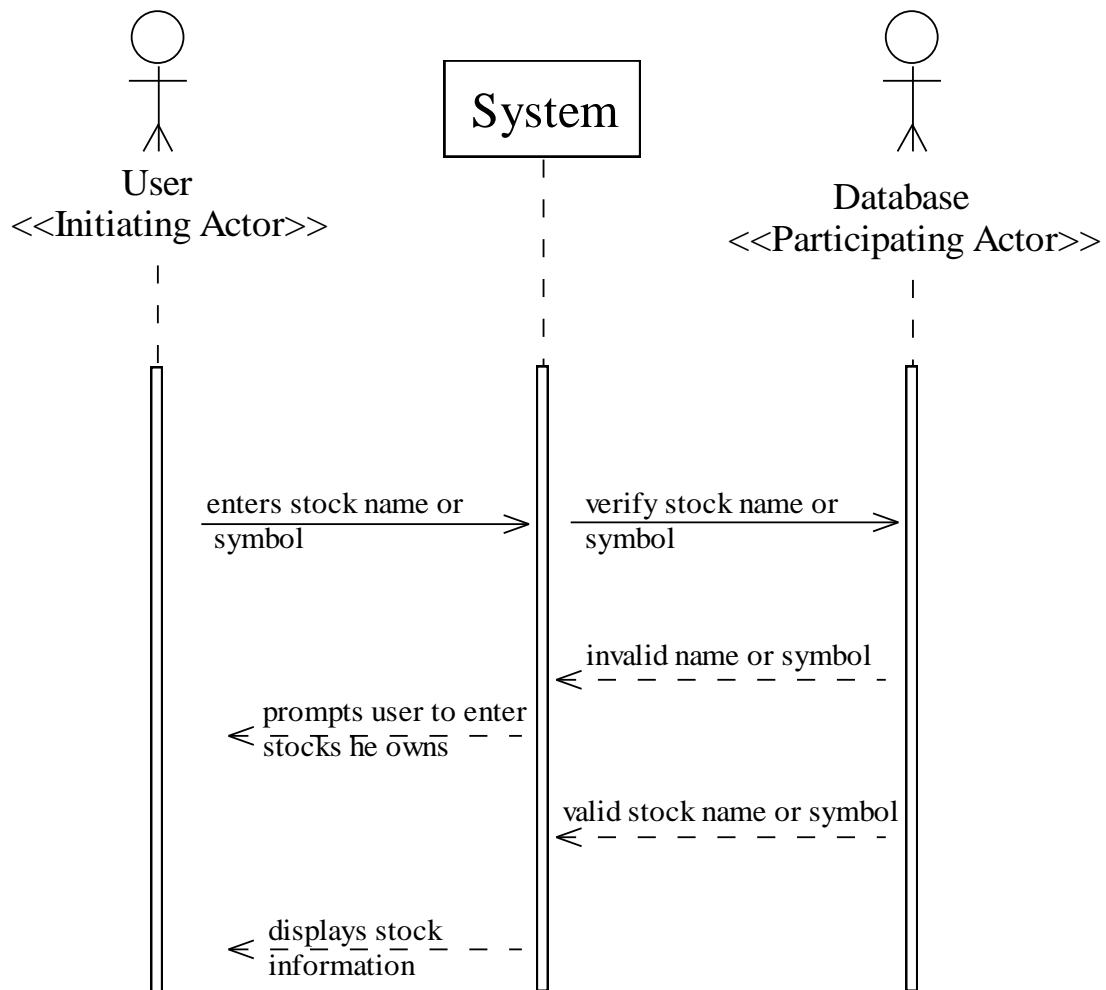 System
User
<<Initiating Actor>>
Database
<<Participating Actor>>
enters stock name or
symbol
verify stock name or
symbol
invalid name or symbol
prompts user to enter
stocks he owns
valid stock name or symbol
displays stock
information